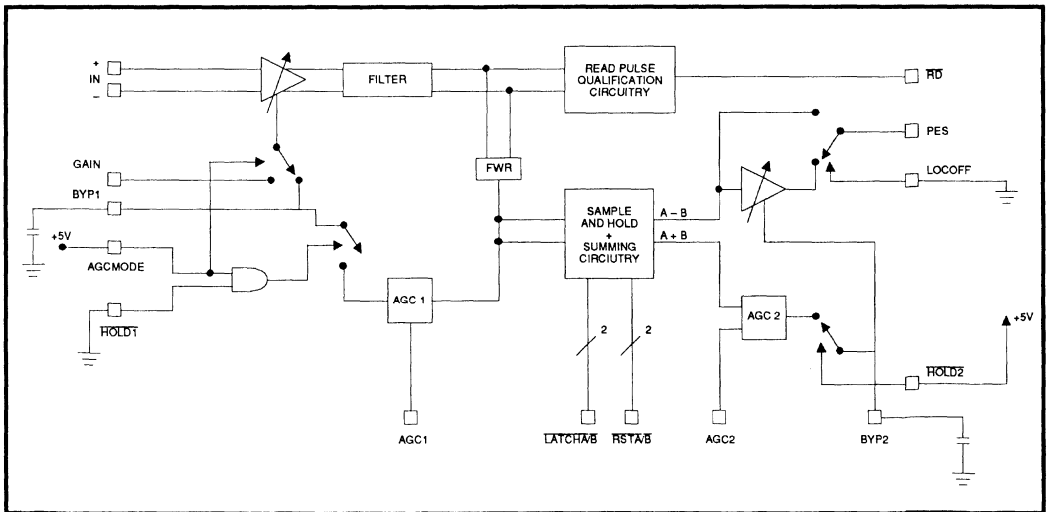 +
IN
–
FILTER
READ PULSE
QUALIFICATION
CIRCUITRY
RD
PES
LOCOFF
GAIN
BYP1
+5V
AGCMODE
HOLD1
FWR
AGC 1
SAMPLE
AND HOLD
+
SUMMING
CIRCIUTRY
A – B
A + B
AGC 2
+5V
HOLD2
2
2
AGC1
LATCHA/B
RSTA/B
AGC2
BYP2